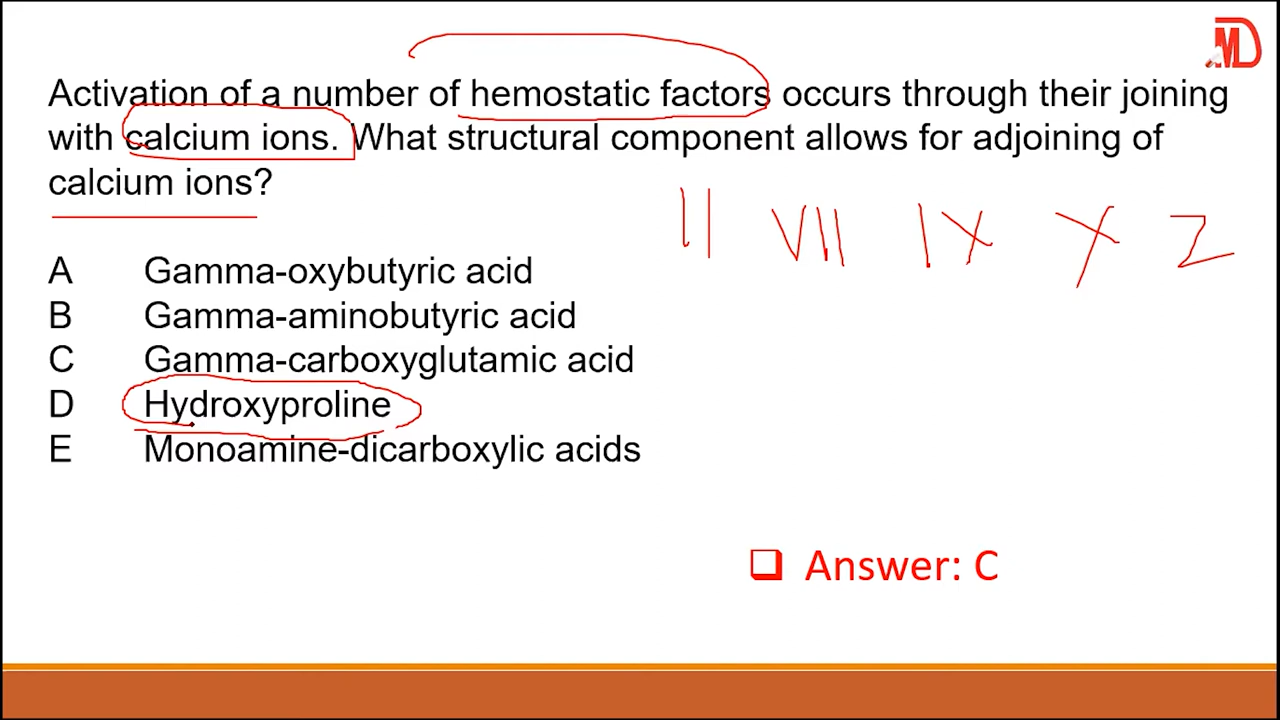 MD
Activation of a number of hemostatic factors occurs through their joining
with calcium ions. What structural component allows for adjoining of
calcium ions?
II VII IX X Z
A Gamma-oxybutyric acid
B Gamma-aminobutyric acid
C Gamma-carboxyglutamic acid
D Hydroxyproline
E Monoamine-dicarboxylic acids
❑ Answer: C